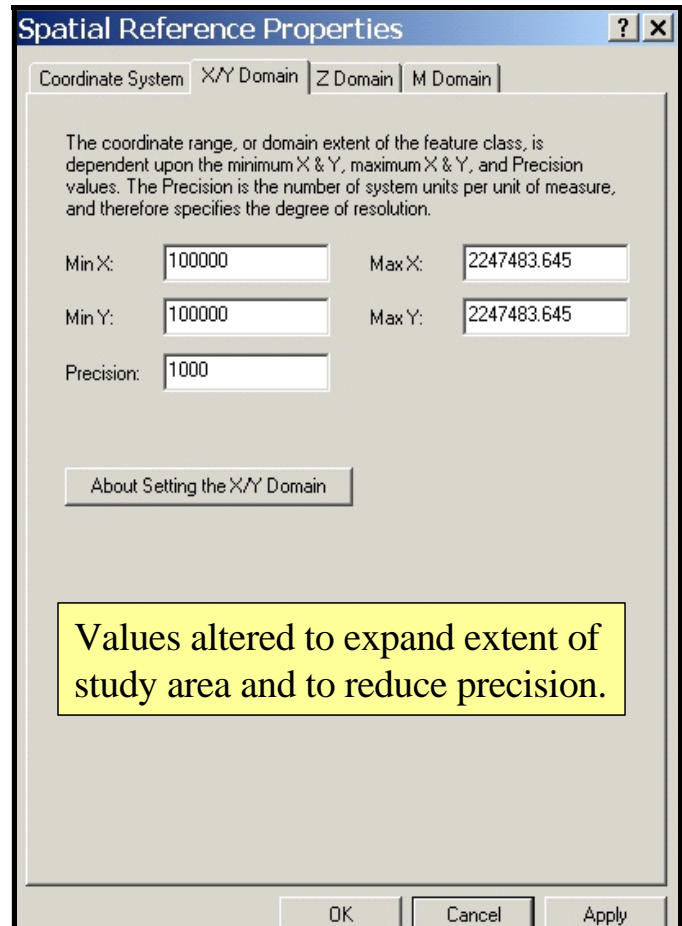 Spatial Reference Properties ? ×
Coordinate System X/Y Domain Z Domain M Domain
The coordinate range, or domain extent of the feature class, is
dependent upon the minimum X & Y, maximum X & Y, and Precision
values. The Precision is the number of system units per unit of measure,
and therefore specifies the degree of resolution.
Min X: 100000 Max X: 2247483.645
Min Y: 100000 Max Y: 2247483.645
Precision: 1000
About Setting the X/Y Domain
Values altered to expand extent of
study area and to reduce precision.
OK Cancel Apply